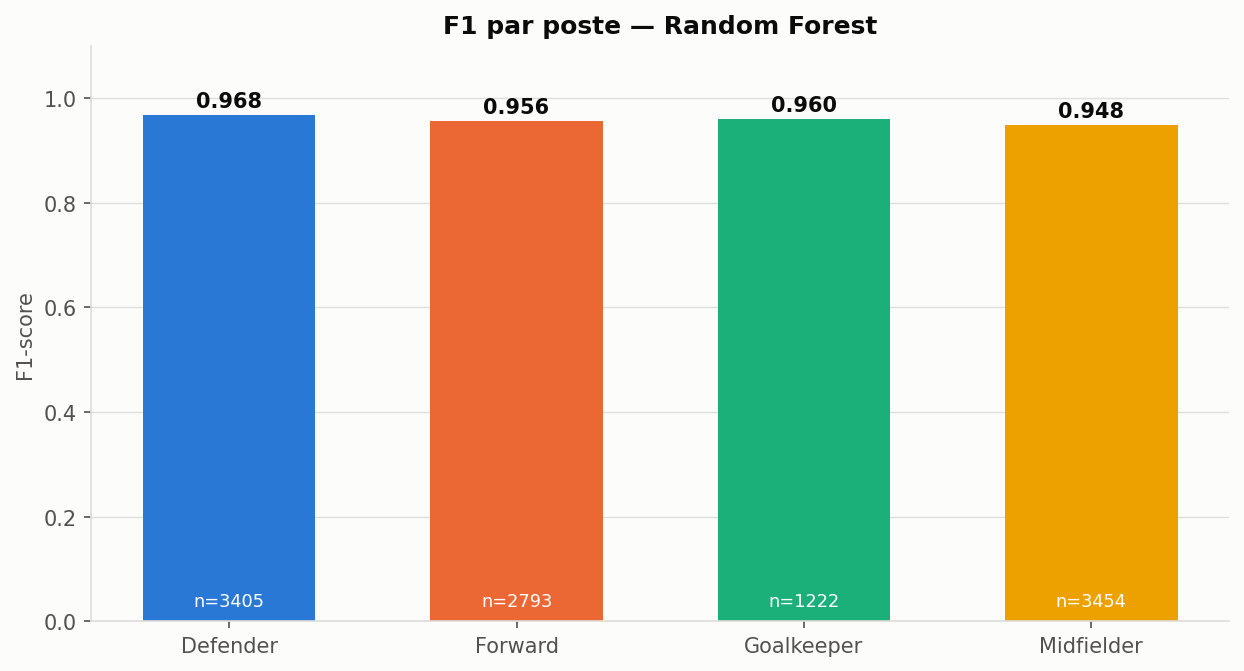 F1 par poste — Random Forest
F1-score
1.0
0.8
0.6
0.4
0.2
0.0
0.968
0.956
0.960
0.948
n=3405
n=2793
n=1222
n=3454
Defender
Forward
Goalkeeper
Midfielder